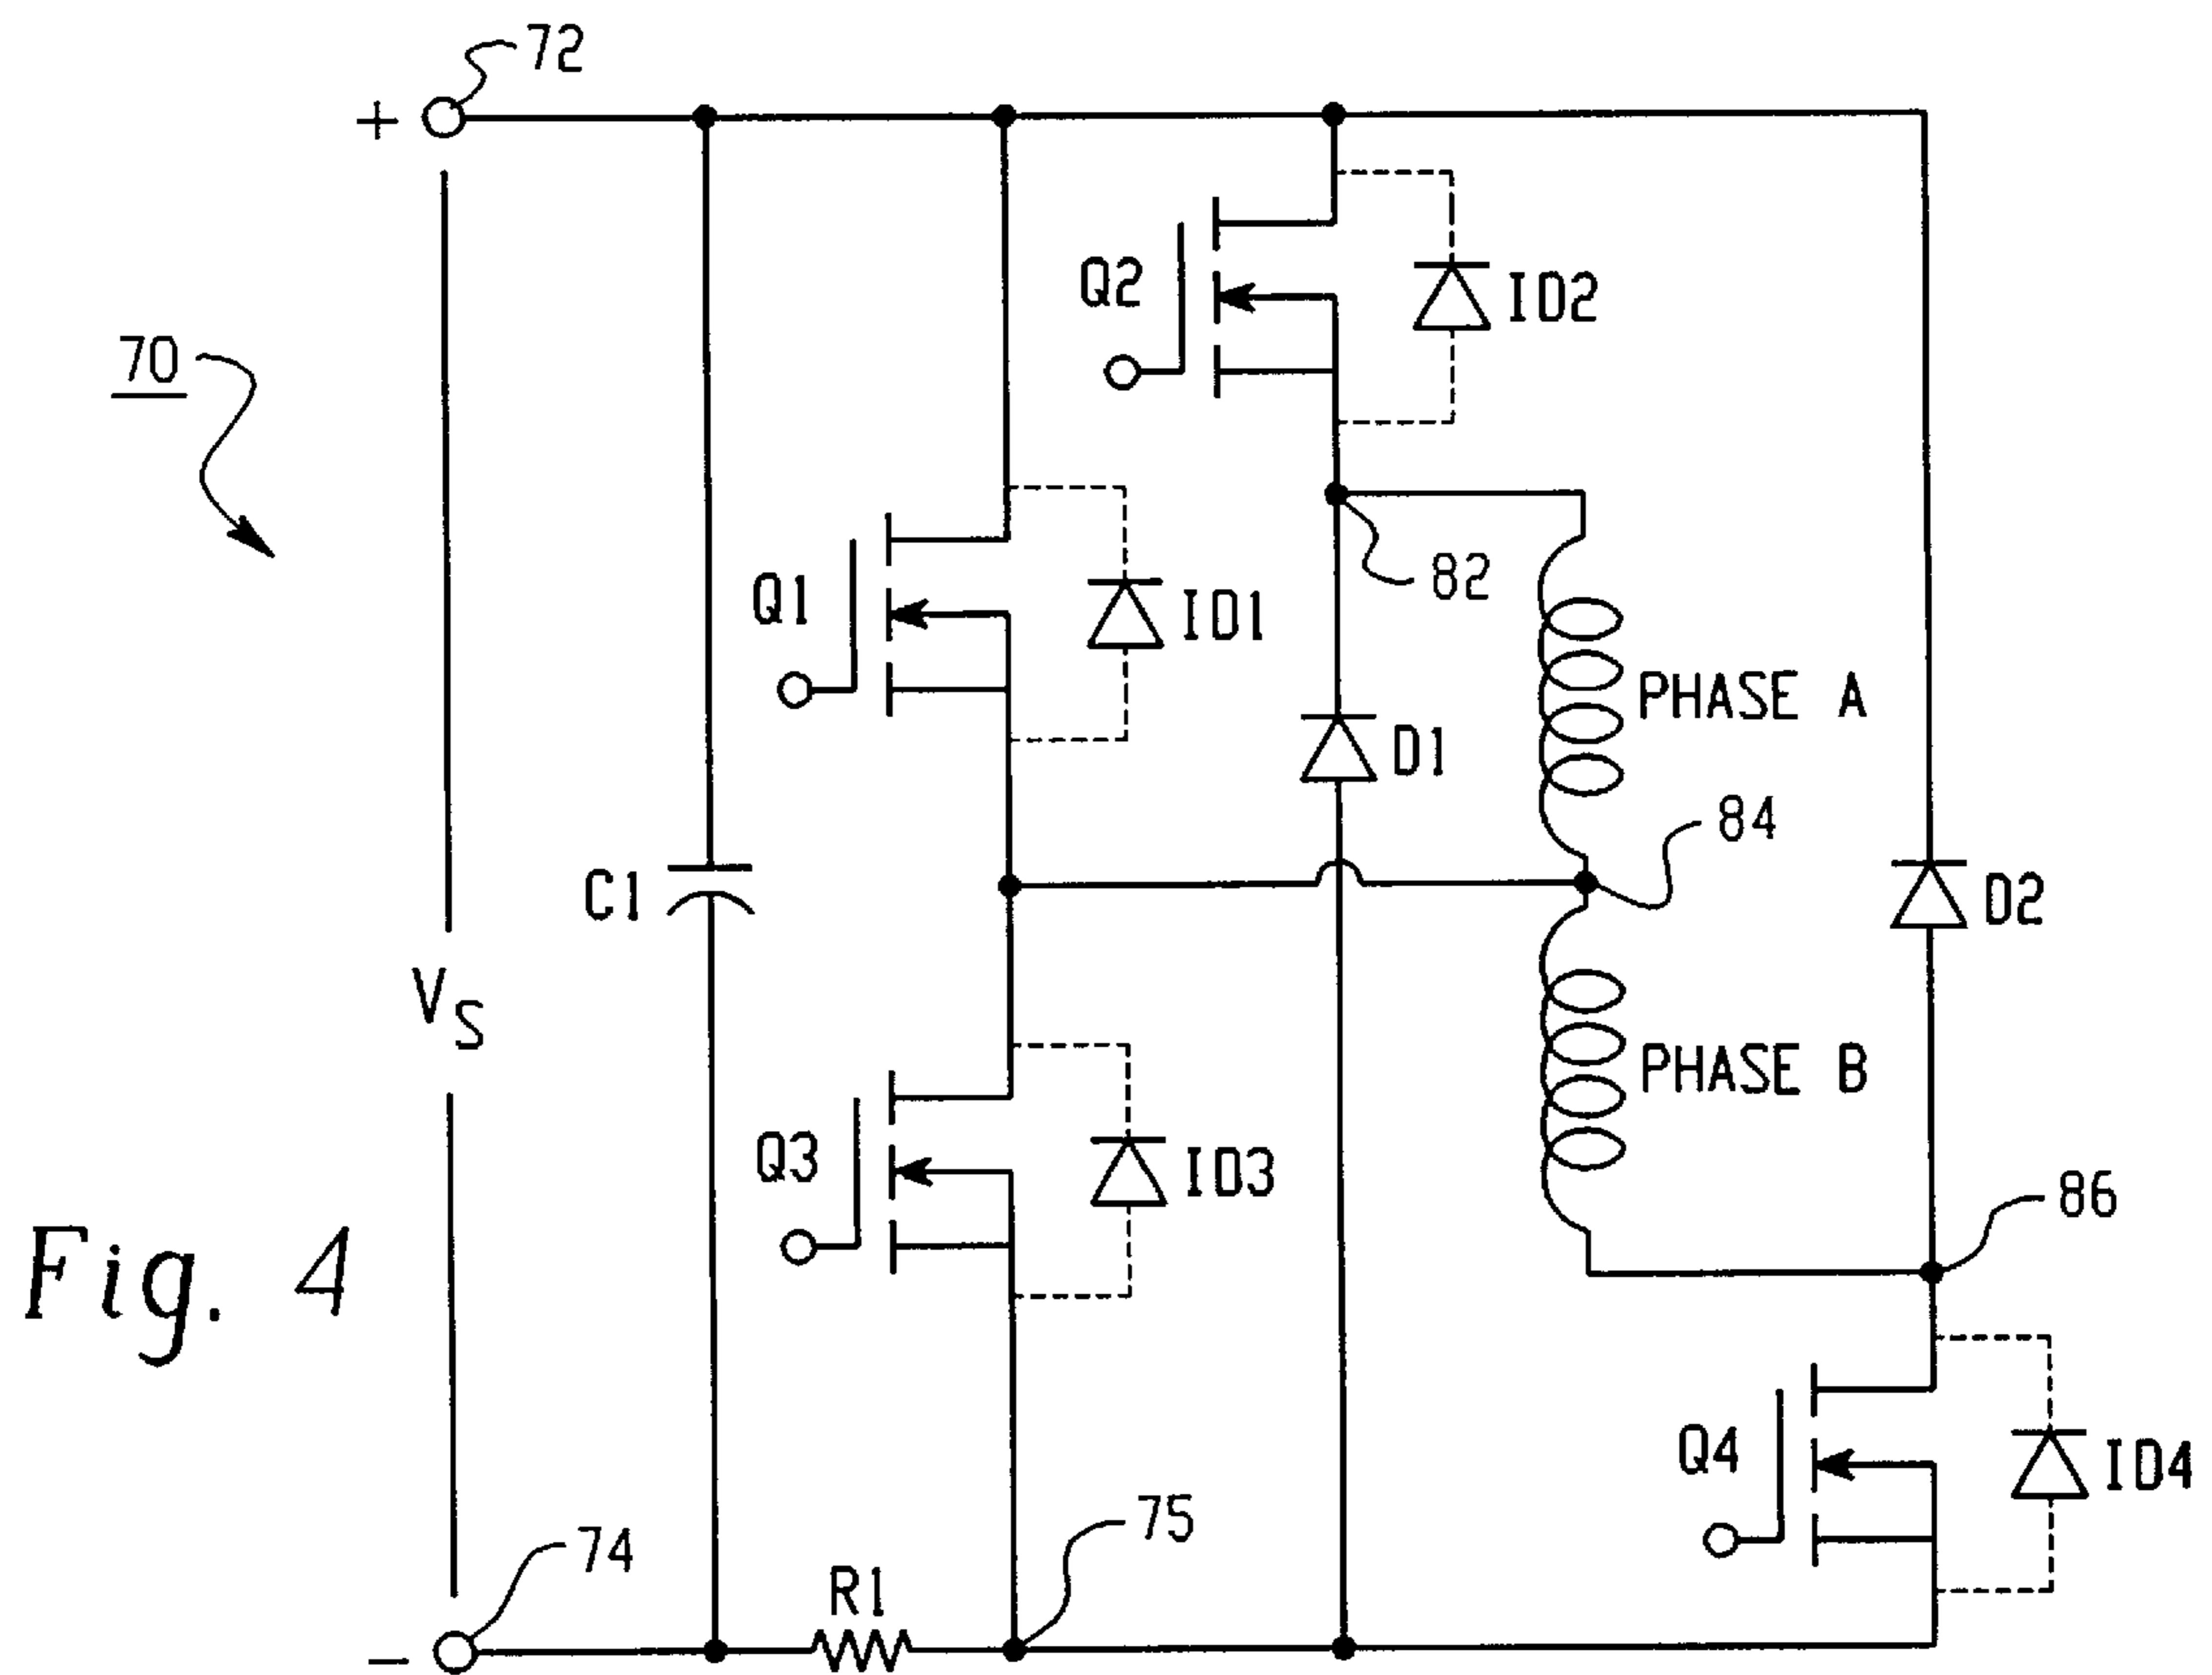 72
+
Q2
ID2
70
82
Q1
ID1
PHASE A
D1
84
C1
D2
VS
PHASE B
Q3
ID3
86
Fig. 4
Q4
ID4
75
74
R1
-